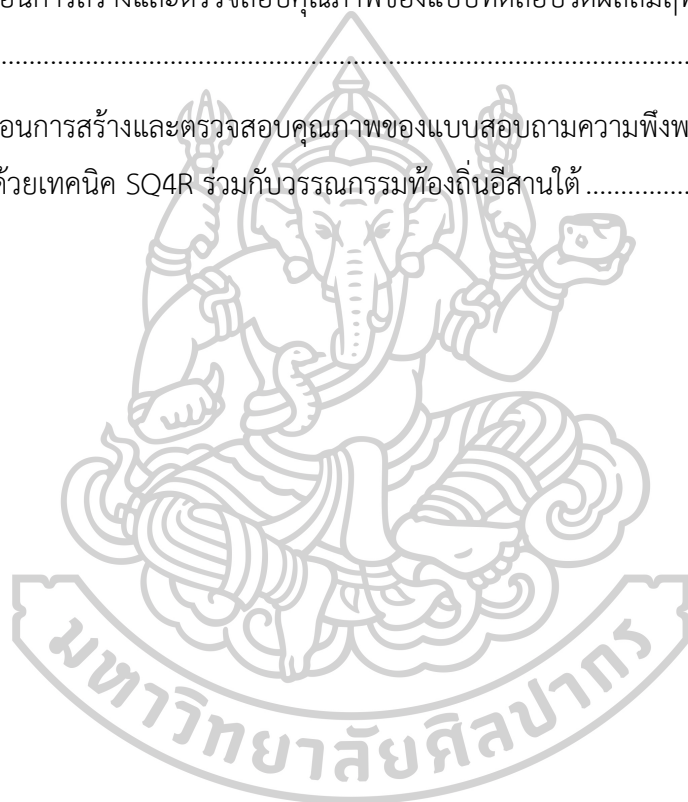 การสร้างและตรวจสอบคุณภาพของแบบทดสอบวัดผลสัมฤท
........................................................................................................
อนการสร้างและตรวจสอบคุณภาพของแบบสอบถามความพึงพ
ด้วยเทคนิค SQ4R ร่วมกับวรรณกรรมท้องถิ่นอีสานใต้................
มหาวิทยาลัยศิลปากร